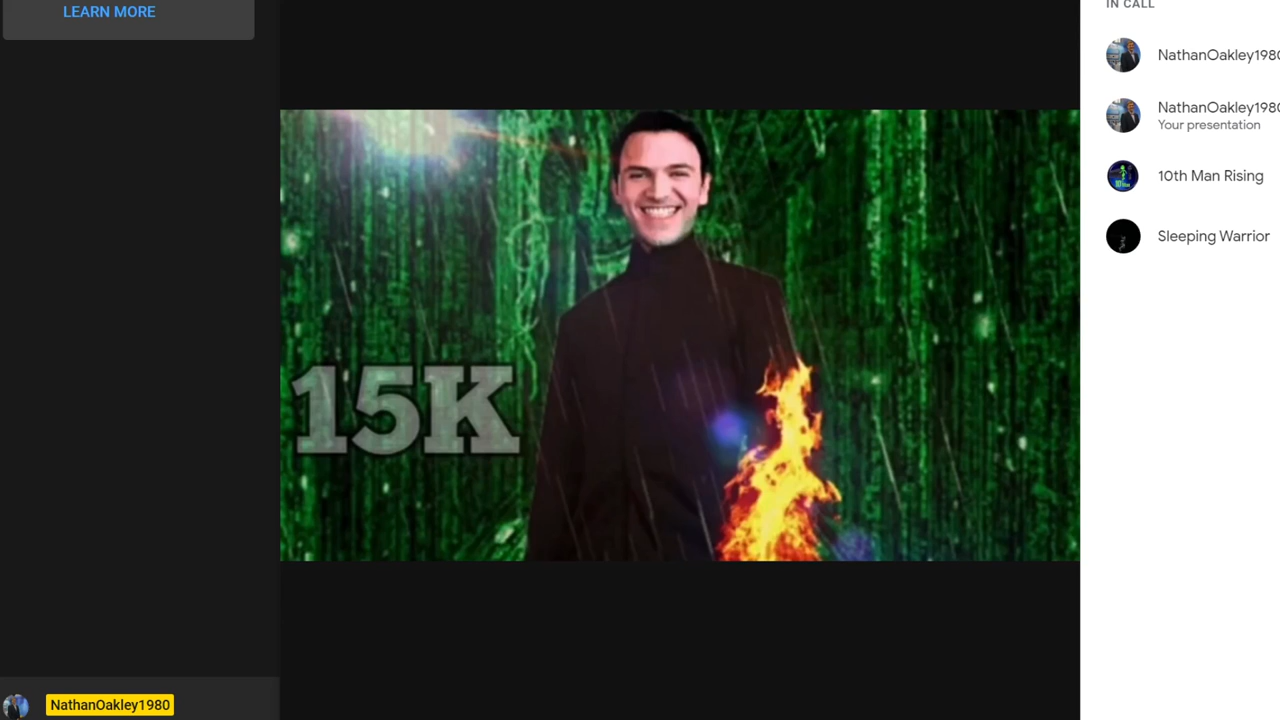 LEARN MORE
15K
NathanOakley1980
IN CALL
NathanOakley1980
NathanOakley1980
Your presentation
10th Man Rising
Sleeping Warrior